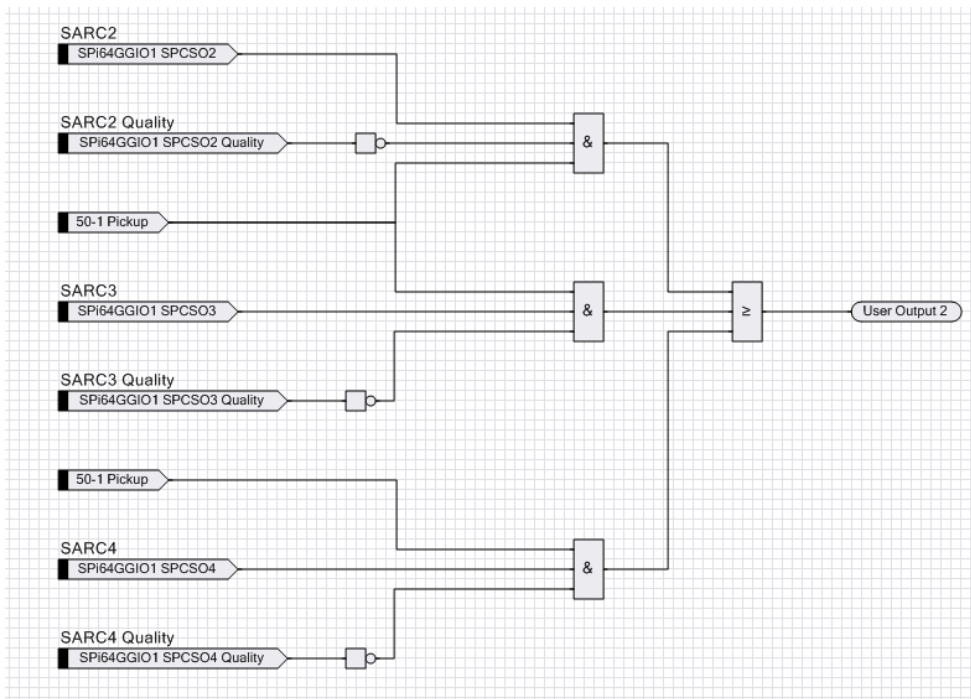 SARC2
SPi64GGIO1 SPCSO2
SARC2 Quality
SPi64GGIO1 SPCSO2 Quality
&
50-1 Pickup
SARC3
SPi64GGIO1 SPCSO3
&
≥
User Output 2
SARC3 Quality
SPi64GGIO1 SPCSO3 Quality
50-1 Pickup
SARC4
SPi64GGIO1 SPCSO4
&
SARC4 Quality
SPi64GGIO1 SPCSO4 Quality